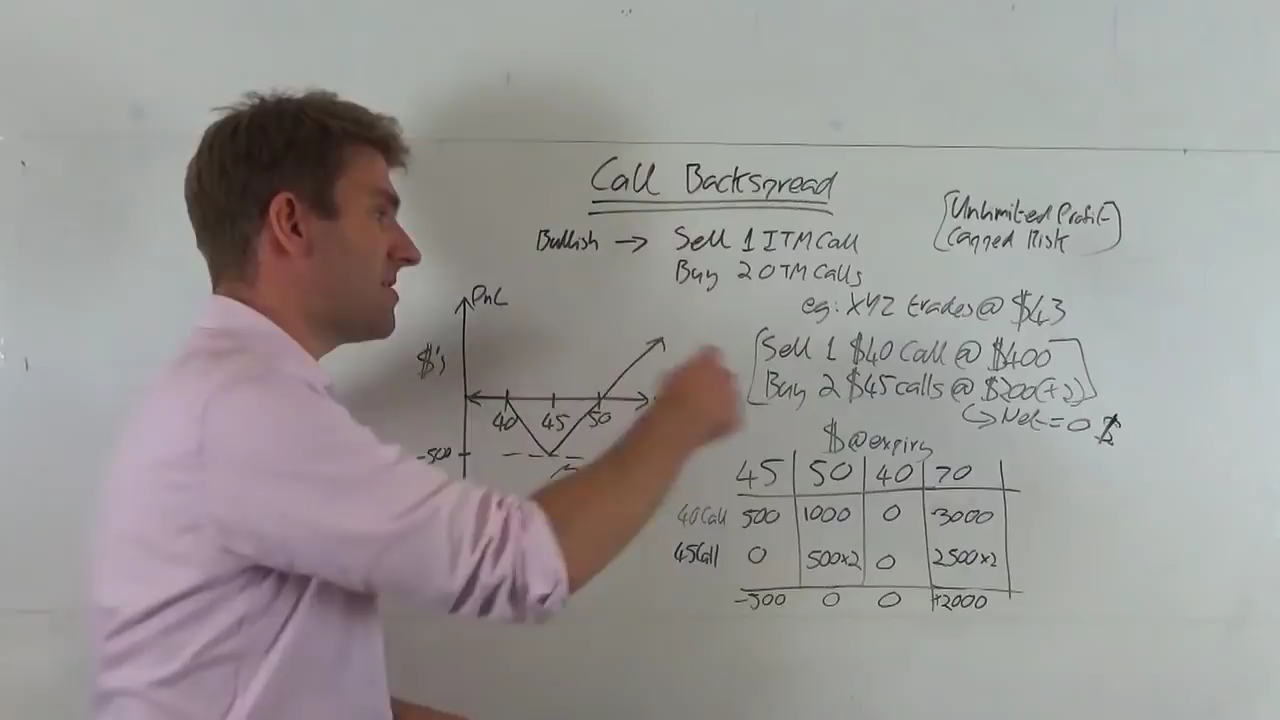 Call Backspread
(Unlimited Profit)
Capped Risk
Bullish → Sell 1 ITM Call
Buy 2 OTM Calls
eg: XYZ trades @ $43
Sell 1 $40 Call @ $400
Buy 2 $45 calls @ $200 (x2)
↳ Net = 0 $
PnL
$'s
40 45 50
-500
$ @ expiry
45 50 40 70
40 Call 500 1000 0 3000
45 Call 0 500x2 0 2500x2
-500 0 0 +2000